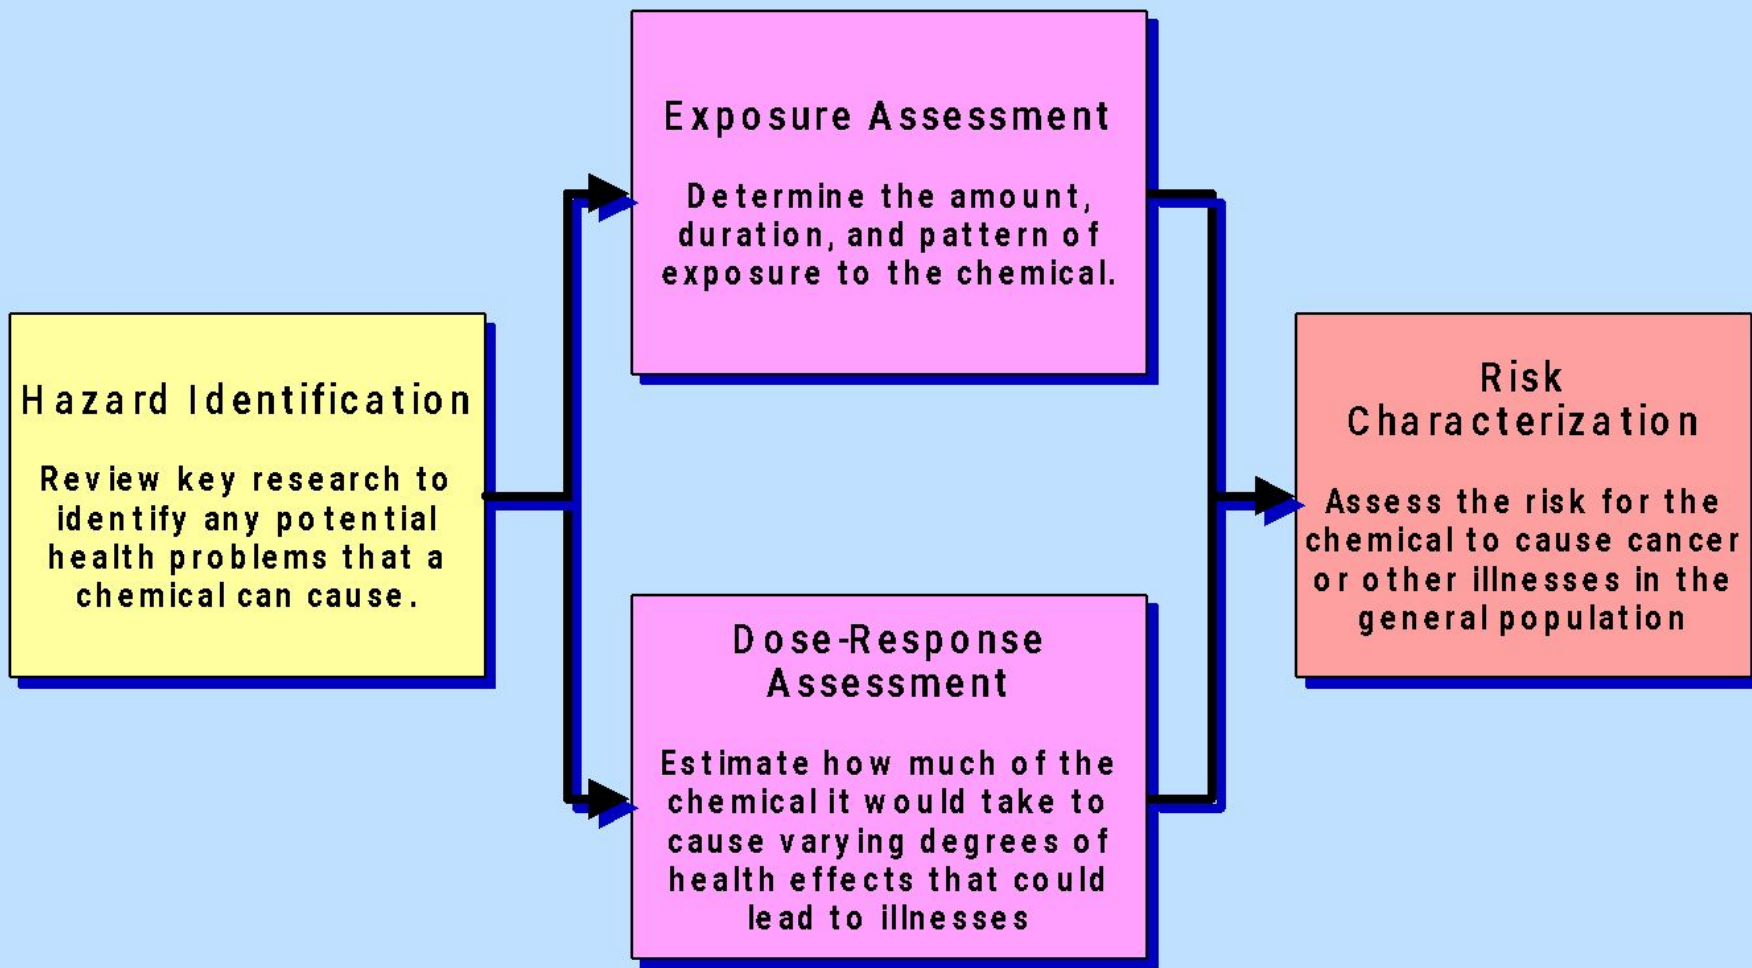 Hazard Identification
Review key research to
identify any potential
health problems that a
chemical can cause.
Exposure Assessment
Determine the amount,
duration, and pattern of
exposure to the chemical.
Dose-Response
Assessment
Estimate how much of the
chemical it would take to
cause varying degrees of
health effects that could
lead to illnesses
Risk
Characterization
Assess the risk for the
chemical to cause cancer
or other illnesses in the
general population